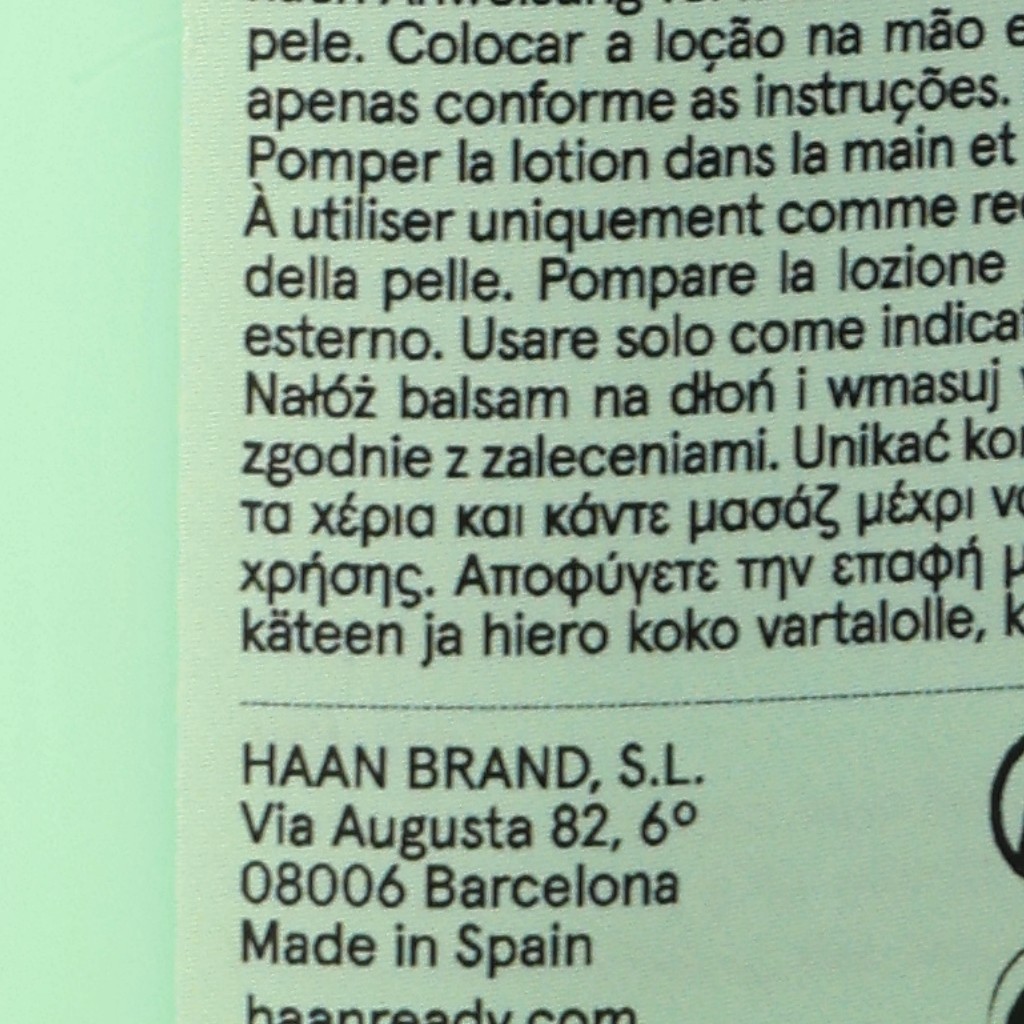 pele. Colocar a loção na mão
apenas conforme as instruções.
Pomper la lotion dans la main et
À utiliser uniquement comme
della pelle. Pompare la lozione
esterno. Usare solo come
Nałóż balsam na dłoń i wmasuj
zgodnie z zaleceniami. Unikać
τα χέρια και κάντε μασάζ μέχρι
χρήσης. Αποφύγετε την επαφή
käteen ja hiero koko vartalolle,
HAAN BRAND, S.L.
Via Augusta 82, 6º
08006 Barcelona
Made in Spain
haanready.com